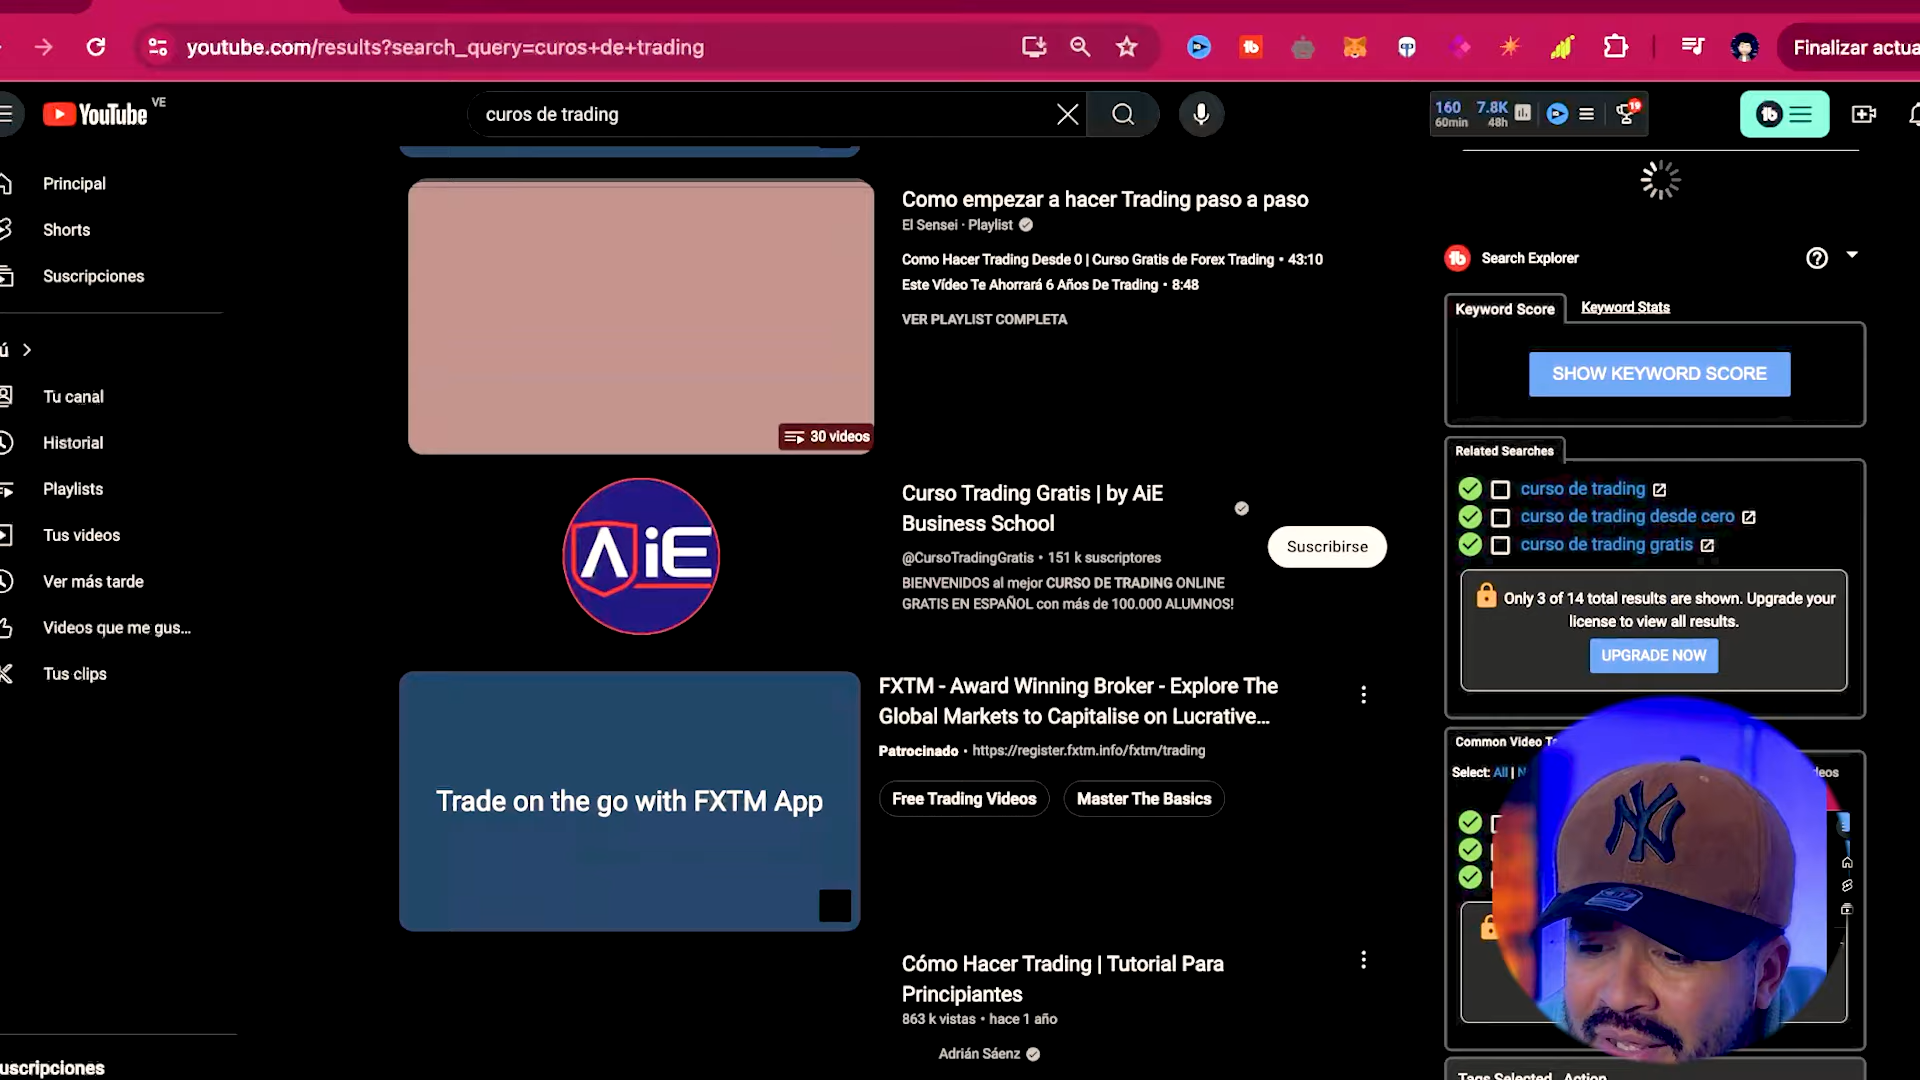 youtube.com/results?search_query=curos+de+trading
Finalizar actua
YouTube VE
curos de trading
160
60min
7.8K
48h
19
Principal
Shorts
Suscripciones
ú
Tu canal
Historial
Playlists
Tus videos
Ver más tarde
Videos que me gus...
Tus clips
uscripciones
30 videos
Como empezar a hacer Trading paso a paso
El Sensei · Playlist
Como Hacer Trading Desde 0 | Curso Gratis de Forex Trading • 43:10
Este Vídeo Te Ahorrará 6 Años De Trading • 8:48
VER PLAYLIST COMPLETA
AiE
Curso Trading Gratis | by AiE
Business School
@CursoTradingGratis • 151 k suscriptores
BIENVENIDOS al mejor CURSO DE TRADING ONLINE
GRATIS EN ESPAÑOL con más de 100.000 ALUMNOS!
Suscribirse
Trade on the go with FXTM App
FXTM - Award Winning Broker - Explore The
Global Markets to Capitalise on Lucrative...
Patrocinado • https://register.fxtm.info/fxtm/trading
Free Trading Videos
Master The Basics
Cómo Hacer Trading | Tutorial Para
Principiantes
863 k vistas • hace 1 año
Adrián Sáenz
Search Explorer
Keyword Score
Keyword Stats
SHOW KEYWORD SCORE
Related Searches
curso de trading
curso de trading desde cero
curso de trading gratis
Only 3 of 14 total results are shown. Upgrade your
license to view all results.
UPGRADE NOW
Common Video T
Select: All | N
deos
NY
Tags Selected Action